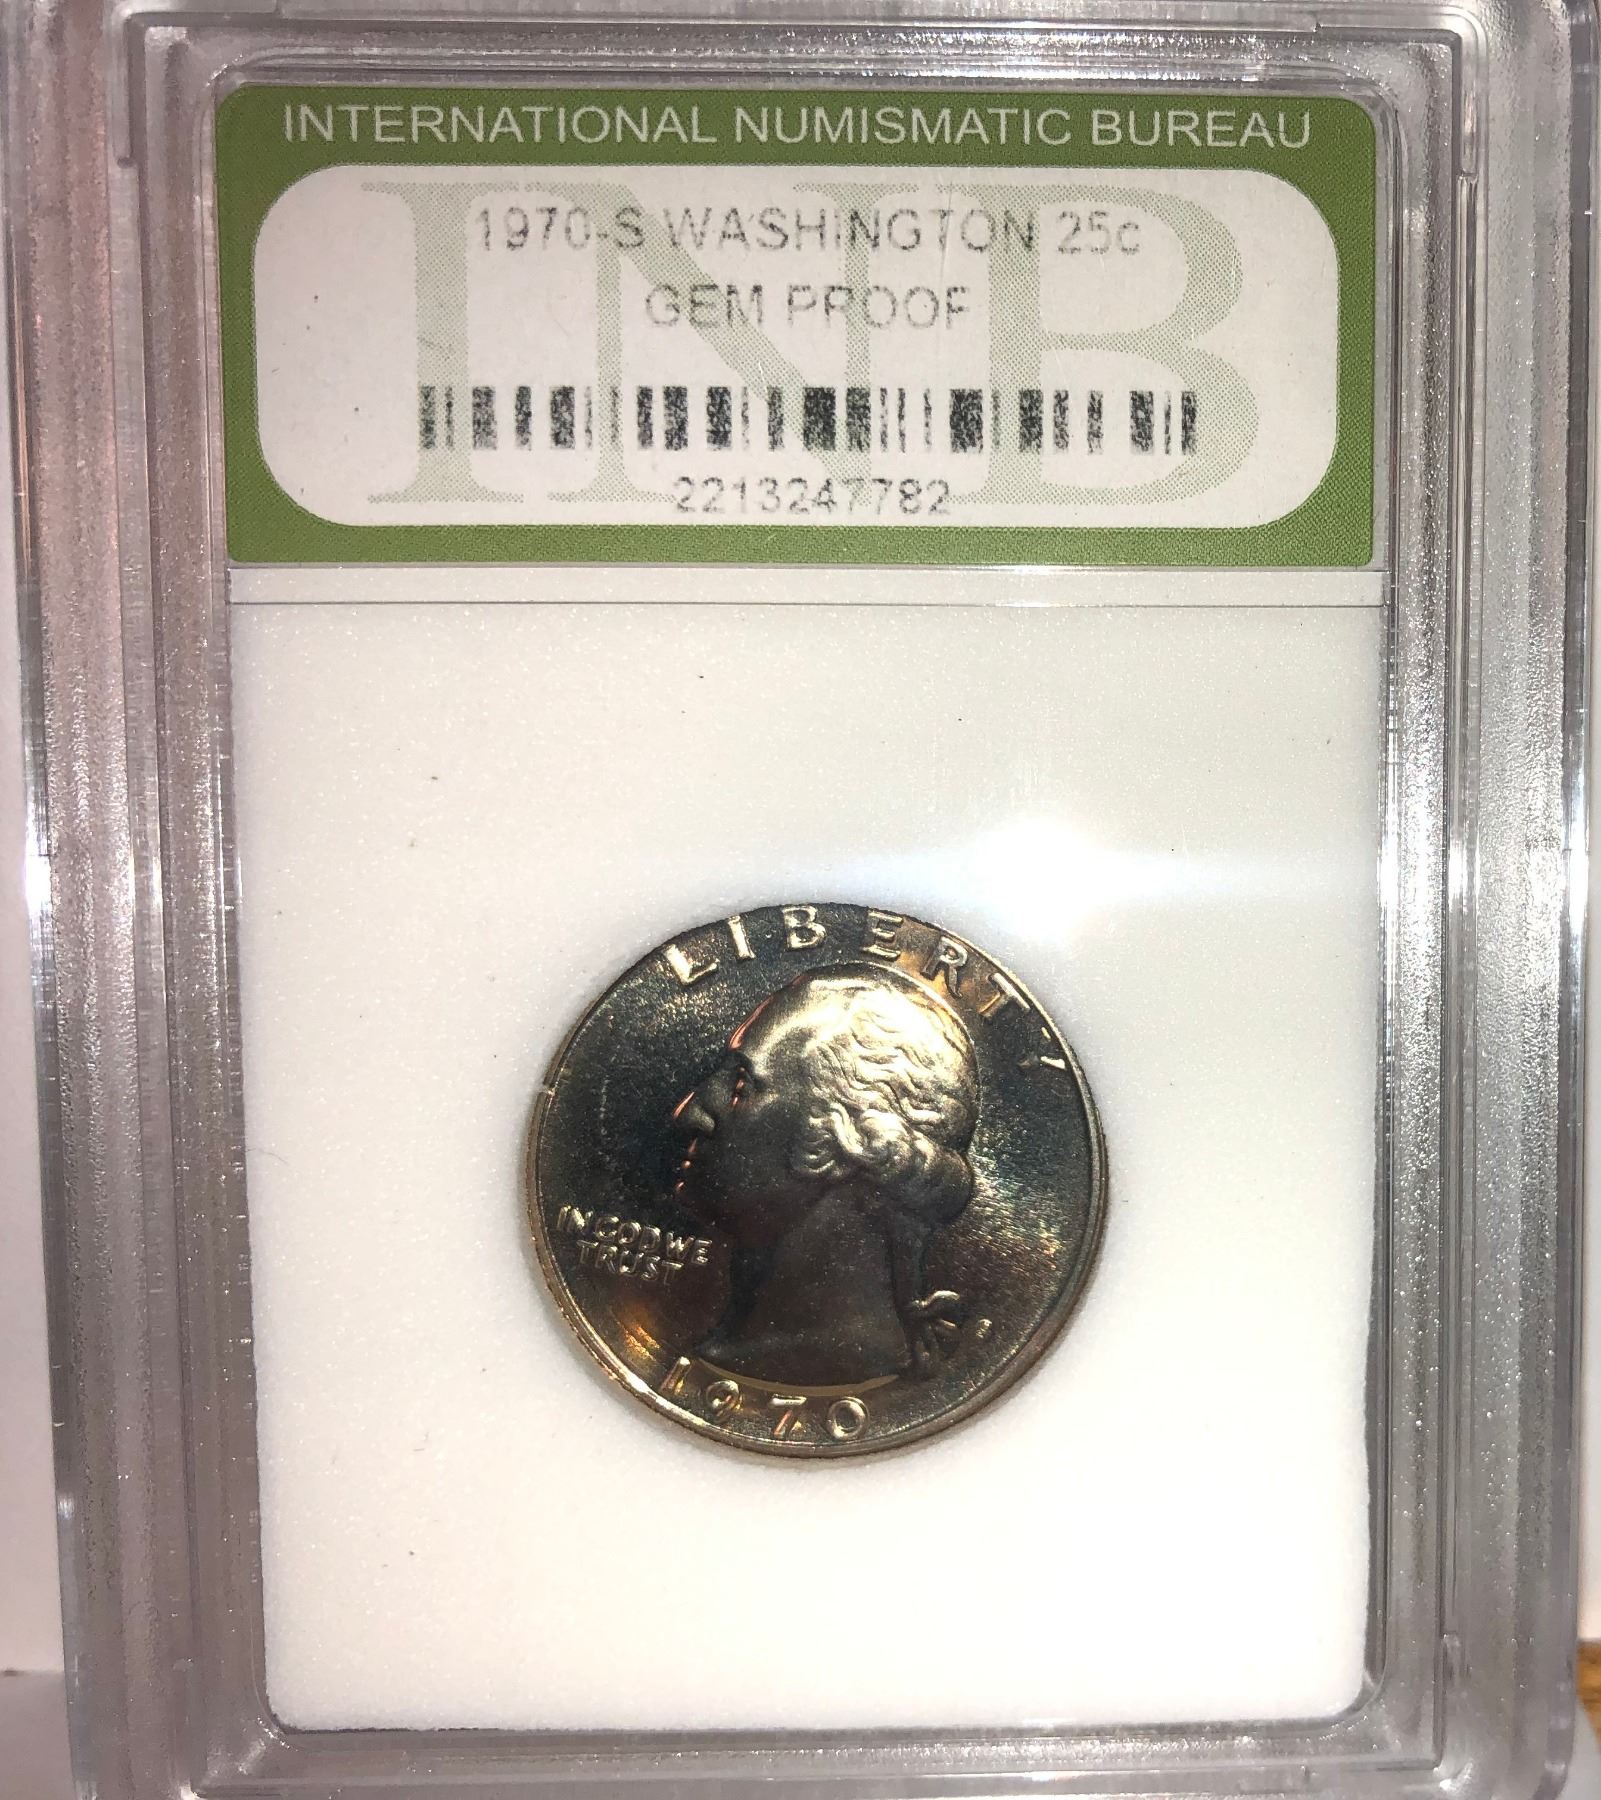 INTERNATIONAL NUMISMATIC BUREAU
INB
1970-S WASHINGTON 25c
GEM PROOF
2213247782
LIBERTY
IN GOD WE
TRUST
S
1970